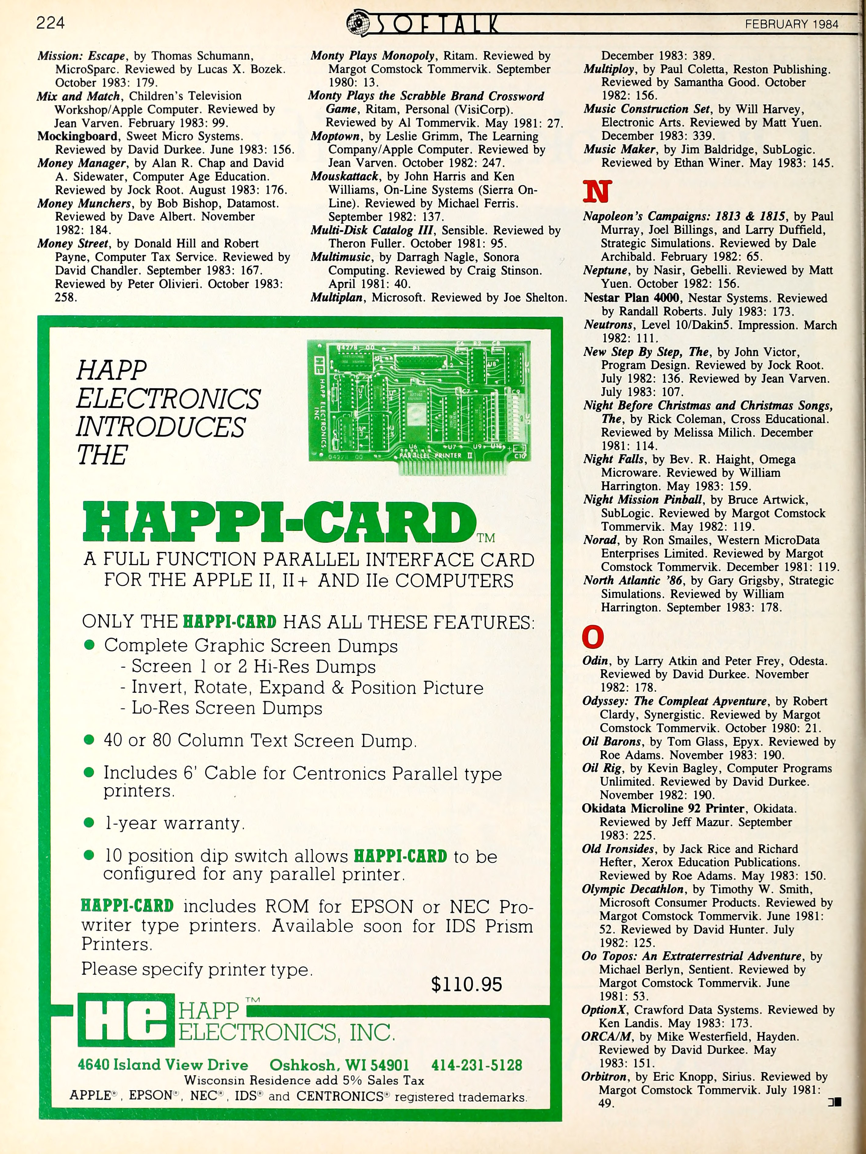 224
SOFTALK
FEBRUARY 1984
Mission: Escape, by Thomas Schumann,
MicroSparc. Reviewed by Lucas X. Bozek.
October 1983: 179.
Mix and Match, Children's Television
Workshop/Apple Computer. Reviewed by
Jean Varven. February 1983: 99.
Mockingboard, Sweet Micro Systems.
Reviewed by David Durkee. June 1983: 156.
Money Manager, by Alan R. Chap and David
A. Sidewater, Computer Age Education.
Reviewed by Jock Root. August 1983: 176.
Money Munchers, by Bob Bishop, Datamost.
Reviewed by Dave Albert. November
1982: 184.
Money Street, by Donald Hill and Robert
Payne, Computer Tax Service. Reviewed by
David Chandler. September 1983: 167.
Reviewed by Peter Olivieri. October 1983:
258.
Monty Plays Monopoly, Ritam. Reviewed by
Margot Comstock Tommervik. September
1980: 13.
Monty Plays the Scrabble Brand Crossword
Game, Ritam, Personal (VisiCorp).
Reviewed by Al Tommervik. May 1981: 27.
Moptown, by Leslie Grimm, The Learning
Company/Apple Computer. Reviewed by
Jean Varven. October 1982: 247.
Mouskattack, by John Harris and Ken
Williams, On-Line Systems (Sierra On-
Line). Reviewed by Michael Ferris.
September 1982: 137.
Multi-Disk Catalog III, Sensible. Reviewed by
Theron Fuller. October 1981: 95.
Multimusic, by Darragh Nagle, Sonora
Computing. Reviewed by Craig Stinson.
April 1981: 40.
Multiplan, Microsoft. Reviewed by Joe Shelton.
December 1983: 389.
Multiploy, by Paul Coletta, Reston Publishing.
Reviewed by Samantha Good. October
1982: 156.
Music Construction Set, by Will Harvey,
Electronic Arts. Reviewed by Matt Yuen.
December 1983: 339.
Music Maker, by Jim Baldridge, SubLogic.
Reviewed by Ethan Winer. May 1983: 145.
N
Napoleon's Campaigns: 1813 & 1815, by Paul
Murray, Joel Billings, and Larry Duffield,
Strategic Simulations. Reviewed by Dale
Archibald. February 1982: 65.
Neptune, by Nasir, Gebelli. Reviewed by Matt
Yuen. October 1982: 156.
Nestar Plan 4000, Nestar Systems. Reviewed
by Randall Roberts. July 1983: 173.
Neutrons, Level 10/Dakin5. Impression. March
1982: 111.
New Step By Step, The, by John Victor,
Program Design. Reviewed by Jock Root.
July 1982: 136. Reviewed by Jean Varven.
July 1983: 107.
Night Before Christmas and Christmas Songs,
The, by Rick Coleman, Cross Educational.
Reviewed by Melissa Milich. December
1981: 114.
Night Falls, by Bev. R. Haight, Omega
Microware. Reviewed by William
Harrington. May 1983: 159.
Night Mission Pinball, by Bruce Artwick,
SubLogic. Reviewed by Margot Comstock
Tommervik. May 1982: 119.
Norad, by Ron Smailes, Western MicroData
Enterprises Limited. Reviewed by Margot
Comstock Tommervik. December 1981: 119.
North Atlantic '86, by Gary Grigsby, Strategic
Simulations. Reviewed by William
Harrington. September 1983: 178.
O
Odin, by Larry Atkin and Peter Frey, Odesta.
Reviewed by David Durkee. November
1982: 178.
Odyssey: The Compleat Apventure, by Robert
Clardy, Synergistic. Reviewed by Margot
Comstock Tommervik. October 1980: 21.
Oil Barons, by Tom Glass, Epyx. Reviewed by
Roe Adams. November 1983: 190.
Oil Rig, by Kevin Bagley, Computer Programs
Unlimited. Reviewed by David Durkee.
November 1982: 190.
Okidata Microline 92 Printer, Okidata.
Reviewed by Jeff Mazur. September
1983: 225.
Old Ironsides, by Jack Rice and Richard
Hefter, Xerox Education Publications.
Reviewed by Roe Adams. May 1983: 150.
Olympic Decathlon, by Timothy W. Smith,
Microsoft Consumer Products. Reviewed by
Margot Comstock Tommervik. June 1981:
52. Reviewed by David Hunter. July
1982: 125.
Oo Topos: An Extraterrestrial Adventure, by
Michael Berlyn, Sentient. Reviewed by
Margot Comstock Tommervik. June
1981: 53.
OptionX, Crawford Data Systems. Reviewed by
Ken Landis. May 1983: 173.
ORCA/M, by Mike Westerfield, Hayden.
Reviewed by David Durkee. May
1983: 151.
Orbitron, by Eric Knopp, Sirius. Reviewed by
Margot Comstock Tommervik. July 1981:
49.
HAPP
ELECTRONICS
INTRODUCES
THE
HAPP ELECTRONICS INC
U6 U7 U9
PARALLEL PRINTER II
C10
HAPPI-CARD TM
A FULL FUNCTION PARALLEL INTERFACE CARD
FOR THE APPLE II, II+ AND IIe COMPUTERS
ONLY THE HAPPI-CARD HAS ALL THESE FEATURES:
● Complete Graphic Screen Dumps
- Screen 1 or 2 Hi-Res Dumps
- Invert, Rotate, Expand & Position Picture
- Lo-Res Screen Dumps
● 40 or 80 Column Text Screen Dump.
● Includes 6' Cable for Centronics Parallel type
printers.
● 1-year warranty.
● 10 position dip switch allows HAPPI-CARD to be
configured for any parallel printer.
HAPPI-CARD includes ROM for EPSON or NEC Pro-
writer type printers. Available soon for IDS Prism
Printers.
Please specify printer type.
$110.95
He HAPP TM
ELECTRONICS, INC.
4640 Island View Drive Oshkosh, WI 54901 414-231-5128
Wisconsin Residence add 5% Sales Tax
APPLE®, EPSON®, NEC®, IDS® and CENTRONICS® registered trademarks.